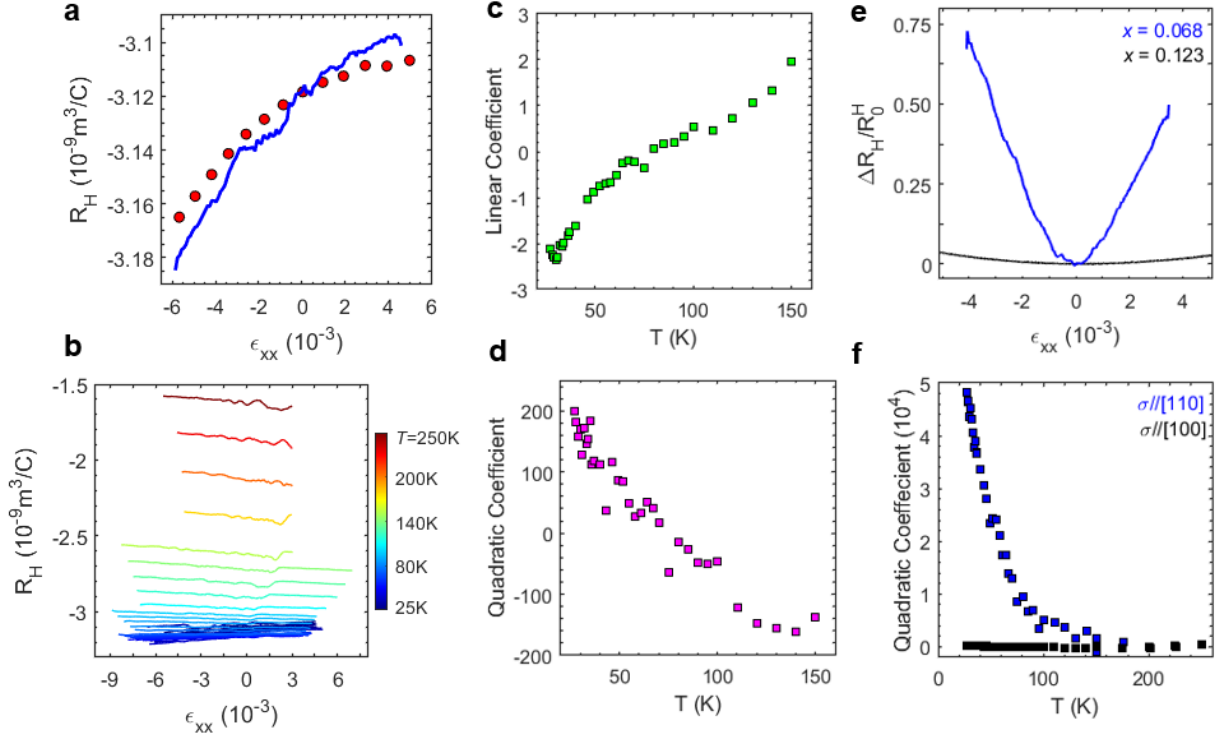 a
-3.1
-3.12
-3.14
-3.16
-3.18
R_H (10^-9 m^3/C)
-6 -4 -2 0 2 4 6
ϵ_xx (10^-3)
b
-1.5
-2
-2.5
-3
R_H (10^-9 m^3/C)
-9 -6 -3 0 3 6
ϵ_xx (10^-3)
T=250K
200K
140K
80K
25K
c
3
2
1
0
-1
-2
-3
Linear Coefficient
50 100 150
T (K)
d
200
100
0
-100
-200
Quadratic Coefficient
50 100 150
T (K)
e
0.75
0.50
0.25
0
ΔR_H/R_0^H
x = 0.068
x = 0.123
-4 -2 0 2 4
ϵ_xx (10^-3)
f
5
4
3
2
1
0
Quadratic Coeffecient (10^4)
σ//[110]
σ//[100]
0 100 200
T (K)